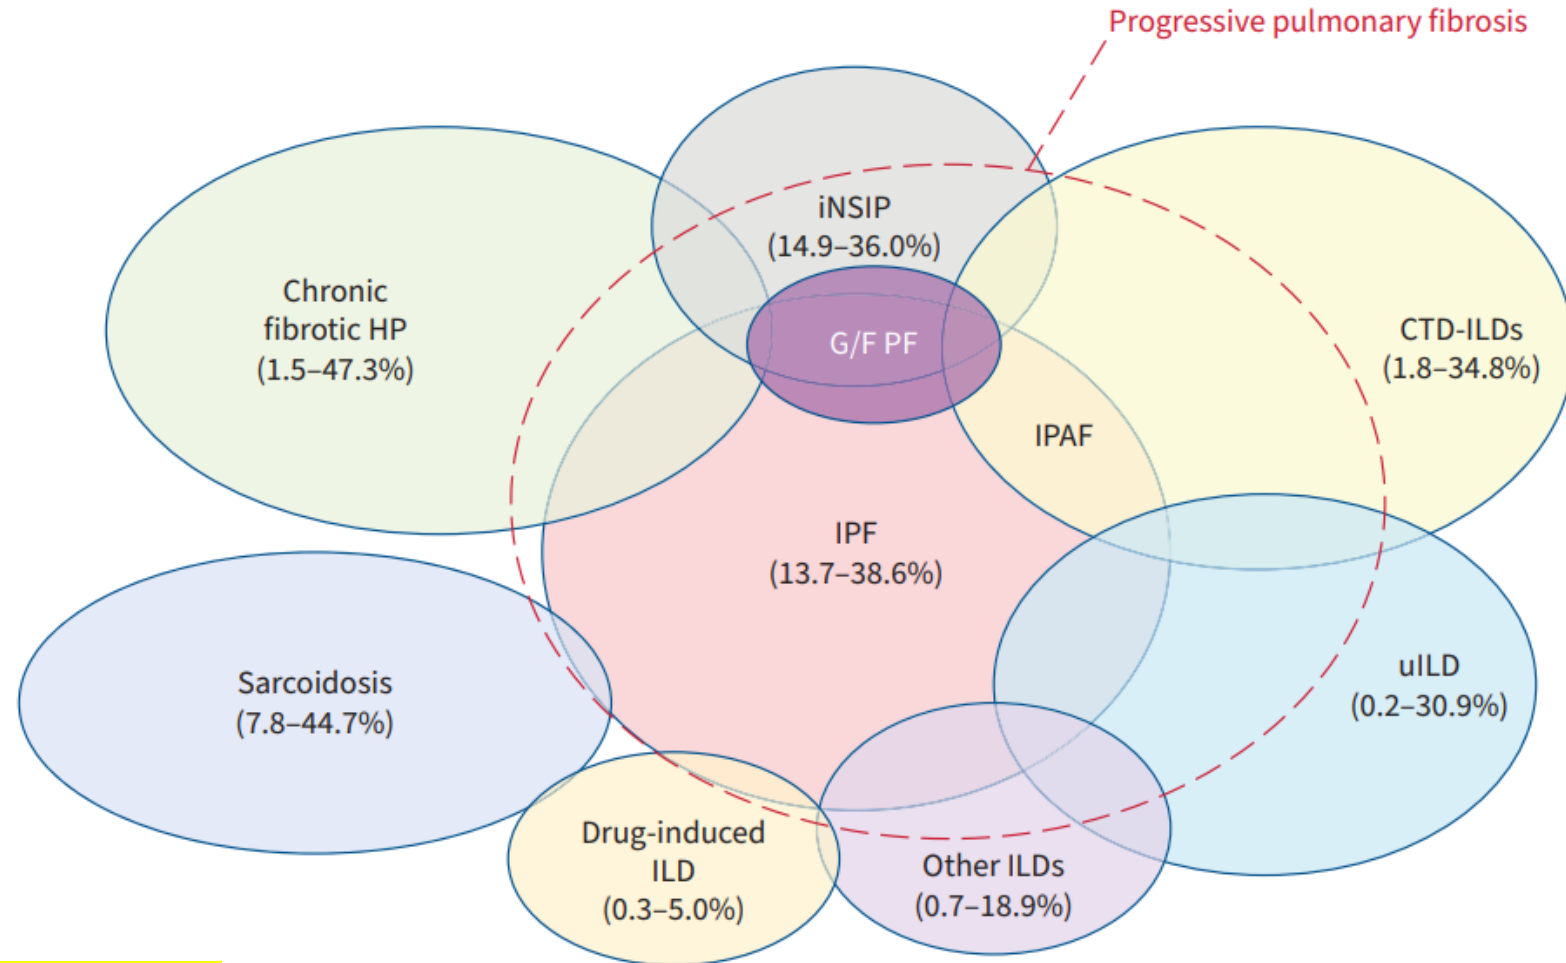 Progressive pulmonary fibrosis
iNSIP
(14.9–36.0%)
Chronic
fibrotic HP
(1.5–47.3%)
G/F PF
CTD-ILDs
(1.8–34.8%)
IPAF
IPF
(13.7–38.6%)
Sarcoidosis
(7.8–44.7%)
uILD
(0.2–30.9%)
Drug-induced
ILD
(0.3–5.0%)
Other ILDs
(0.7–18.9%)